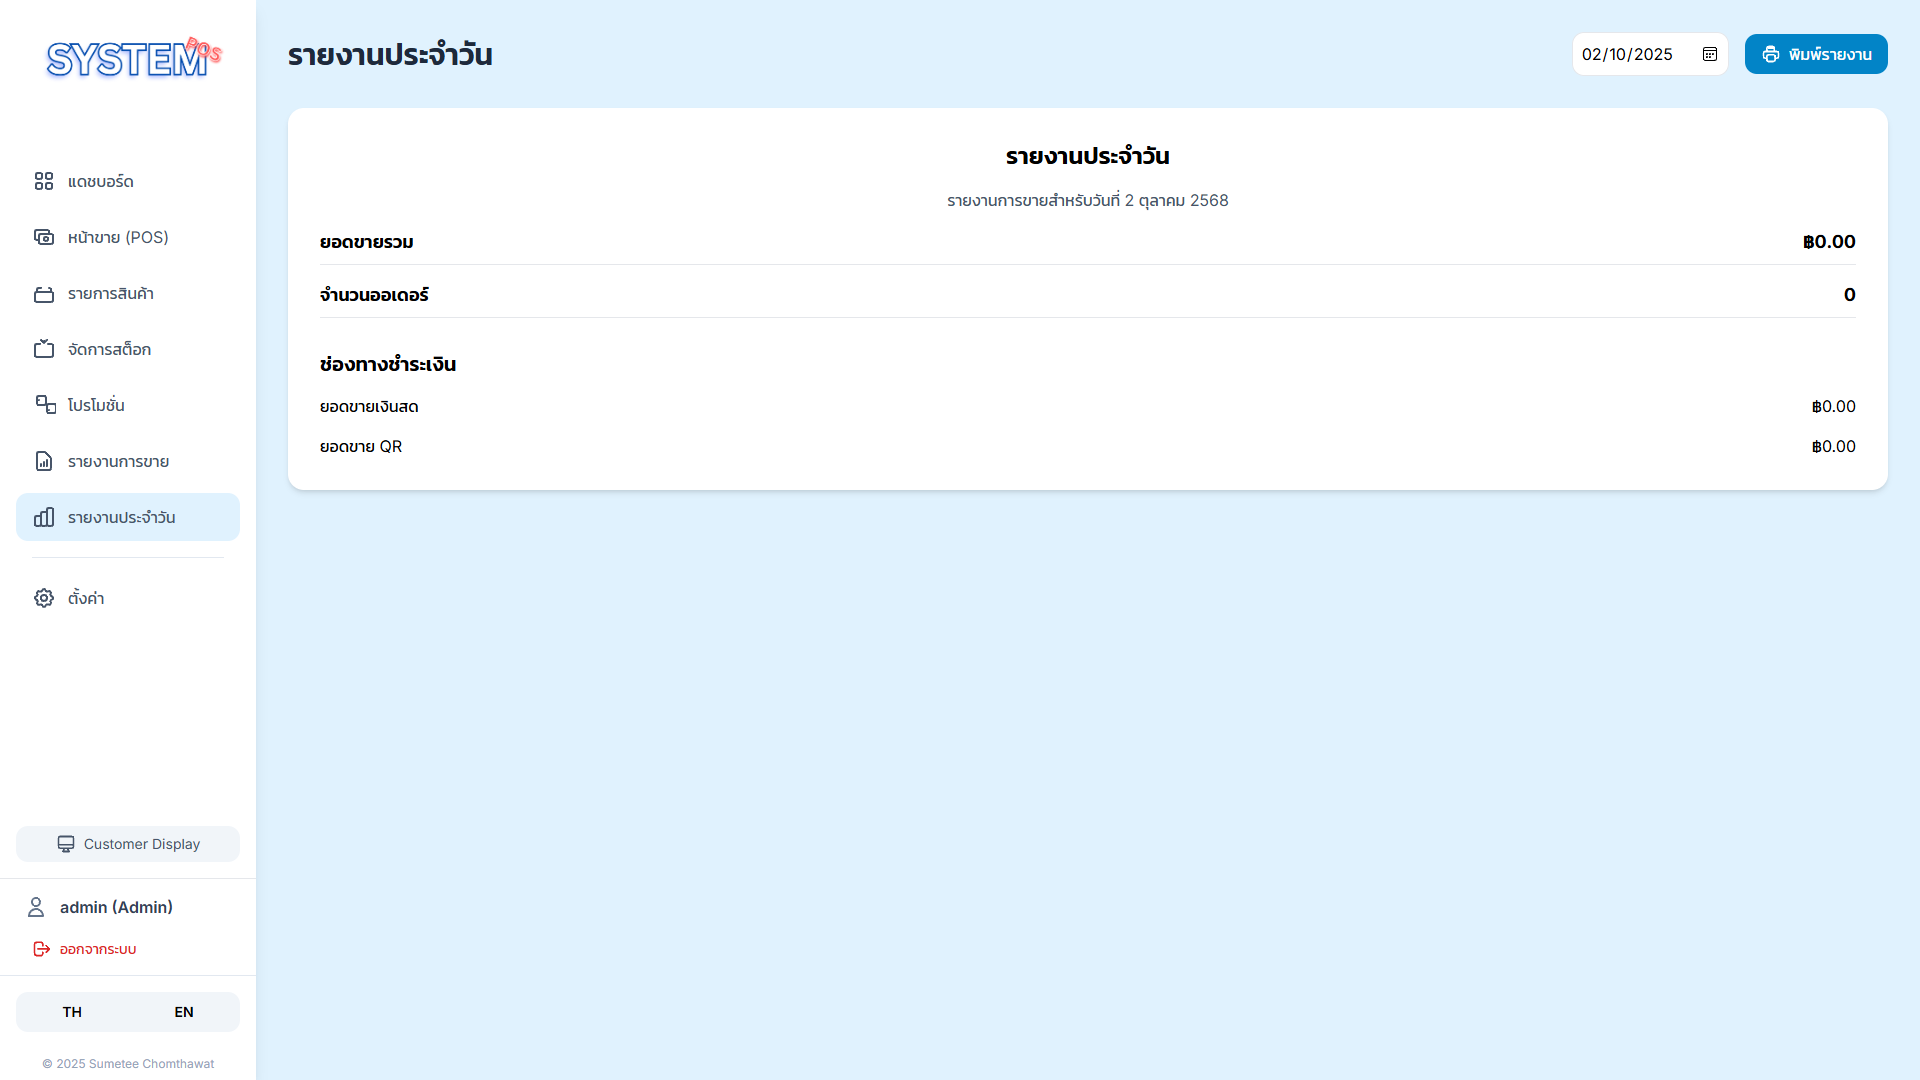 SYSTEM POS
แดชบอร์ด
หน้าขาย (POS)
รายการสินค้า
จัดการสต็อก
โปรโมชั่น
รายงานการขาย
รายงานประจำวัน
ตั้งค่า
Customer Display
admin (Admin)
ออกจากระบบ
TH EN
© 2025 Sumetee Chomthawat
รายงานประจำวัน
02/10/2025
พิมพ์รายงาน
รายงานประจำวัน
รายงานการขายสำหรับวันที่ 2 ตุลาคม 2568
ยอดขายรวม ฿0.00
จำนวนออเดอร์ 0
ช่องทางชำระเงิน
ยอดขายเงินสด ฿0.00
ยอดขาย QR ฿0.00